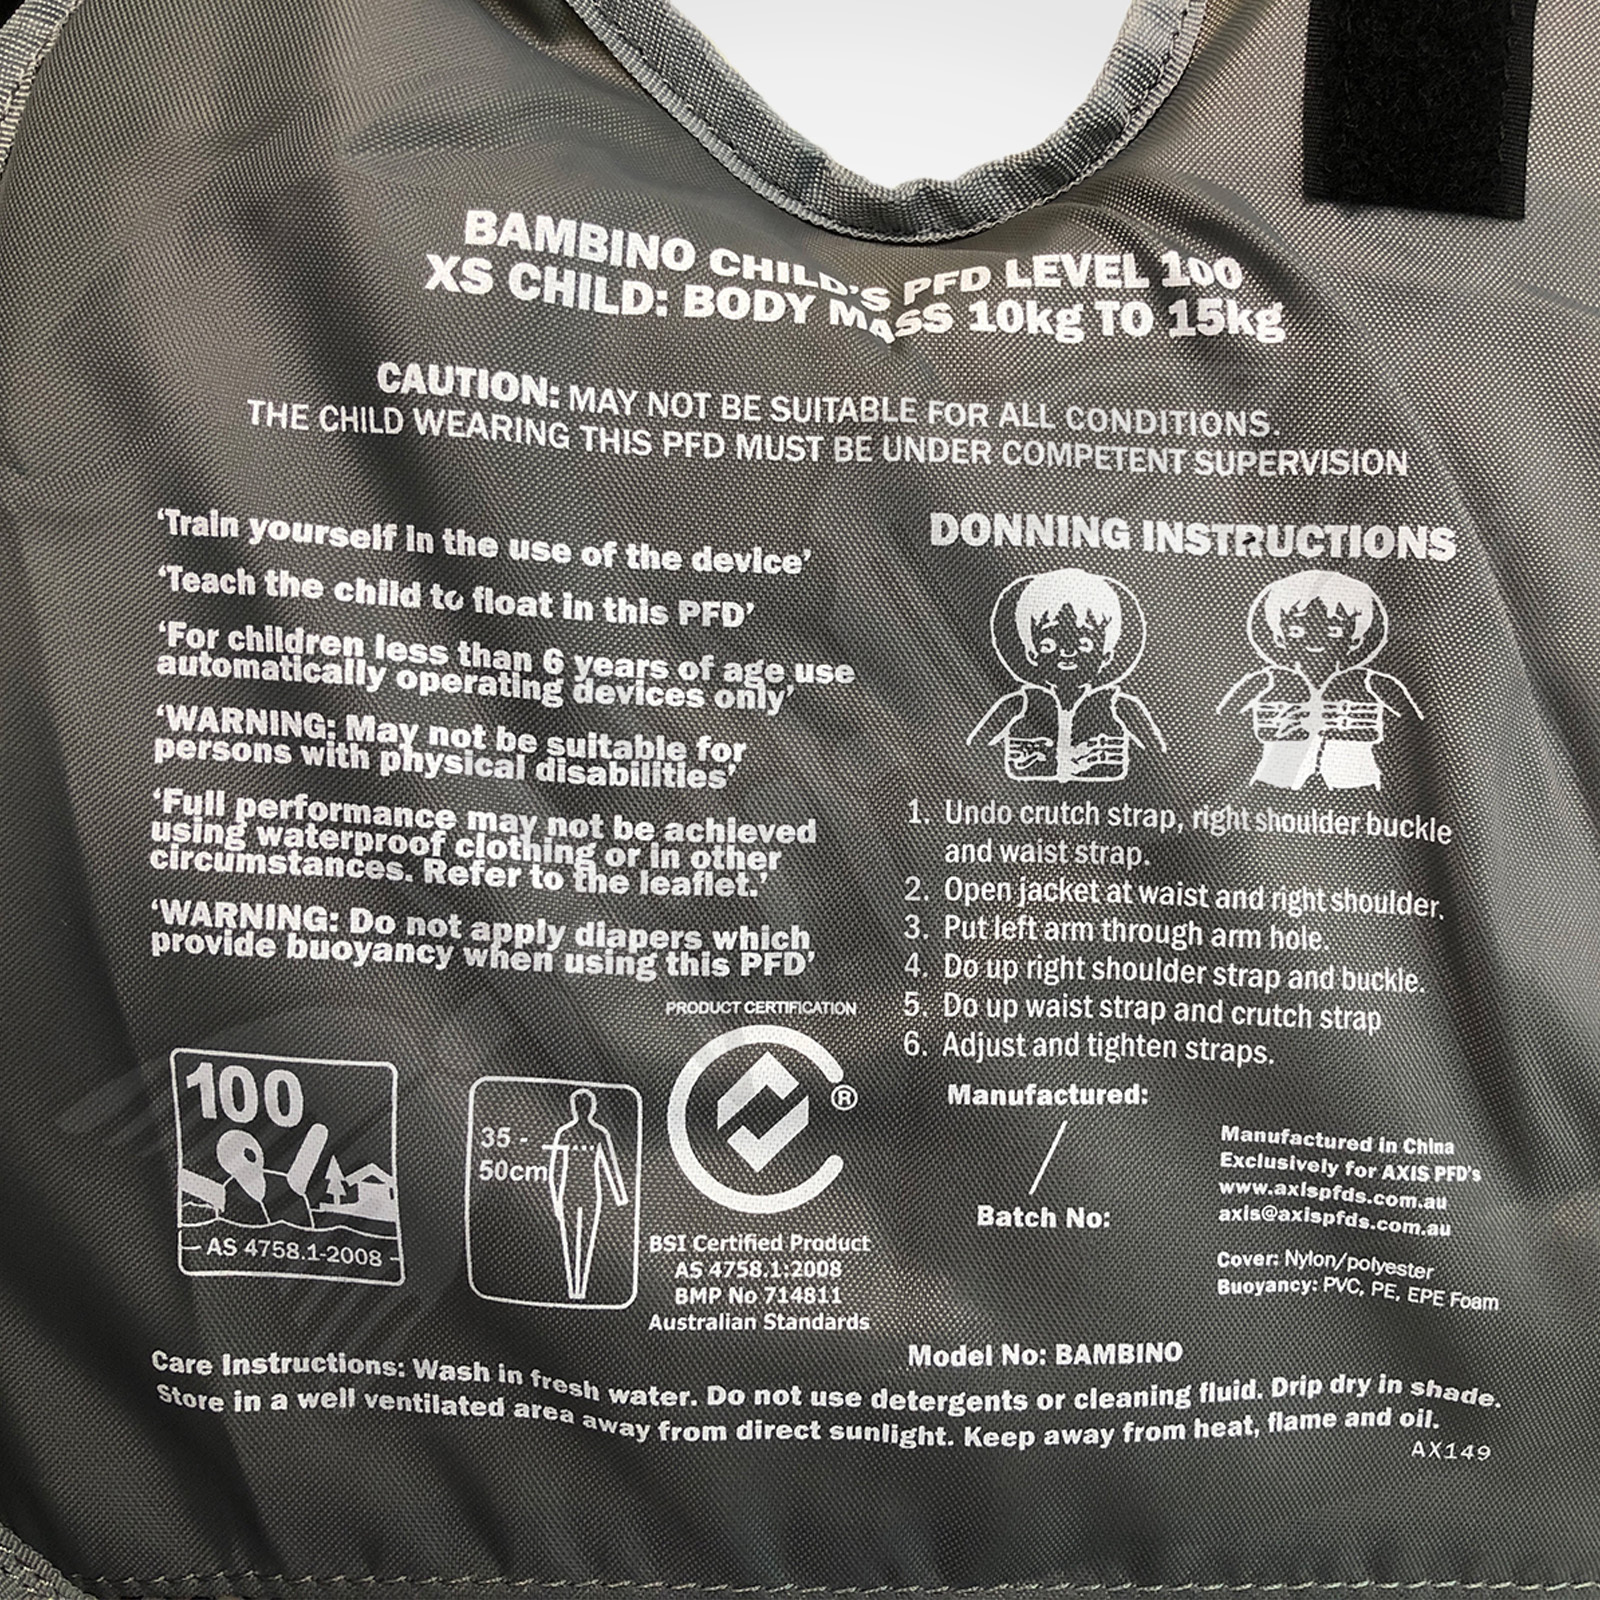 BAMBINO CHILD'S PFD LEVEL 100
XS CHILD: BODY MASS 10kg TO 15kg
CAUTION: MAY NOT BE SUITABLE FOR ALL CONDITIONS.
THE CHILD WEARING THIS PFD MUST BE UNDER COMPETENT SUPERVISION
'Train yourself in the use of the device'
'Teach the child to float in this PFD'
'For children less than 6 years of age use
automatically operating devices only'
'WARNING: May not be suitable for
persons with physical disabilities'
'Full performance may not be achieved
using waterproof clothing or in other
circumstances. Refer to the leaflet.'
'WARNING: Do not apply diapers which
provide buoyancy when using this PFD'
DONNING INSTRUCTIONS
1. Undo crutch strap, right shoulder buckle
and waist strap.
2. Open jacket at waist and right shoulder.
3. Put left arm through arm hole.
4. Do up right shoulder strap and buckle.
5. Do up waist strap and crutch strap
6. Adjust and tighten straps.
100
AS 4758.1-2008
35 -
50cm
PRODUCT CERTIFICATION
®
BSI Certified Product
AS 4758.1:2008
BMP No 714811
Australian Standards
Manufactured:
/
Batch No:
Manufactured in China
Exclusively for AXIS PFD's
www.axispfds.com.au
axis@axispfds.com.au
Cover: Nylon/polyester
Buoyancy: PVC, PE, EPE Foam
Model No: BAMBINO
Care Instructions: Wash in fresh water. Do not use detergents or cleaning fluid. Drip dry in shade.
Store in a well ventilated area away from direct sunlight. Keep away from heat, flame and oil.
AX149